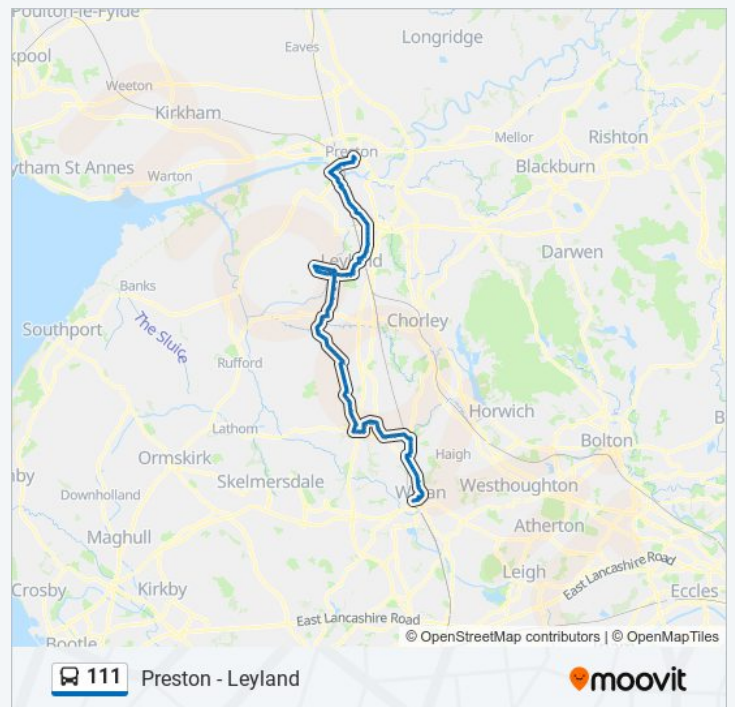 Poulton-le-Fylde
Longridge
Eaves
kpool
Weeton
Kirkham
Preston
Mellor
Rishton
ytham St Annes
Warton
Blackburn
Leyland
Darwen
Banks
The Sluice
Southport
Chorley
Rufford
Horwich
Lathom
B
Bolton
Ormskirk
Haigh
by
Skelmersdale
Wigan
Westhoughton
Downholland
Atherton
Maghull
East Lancashire Road
Leigh
Crosby
Kirkby
Eccles
East Lancashire Road
Bootle
© OpenStreetMap contributors | © OpenMapTiles
111 Preston - Leyland
moovit